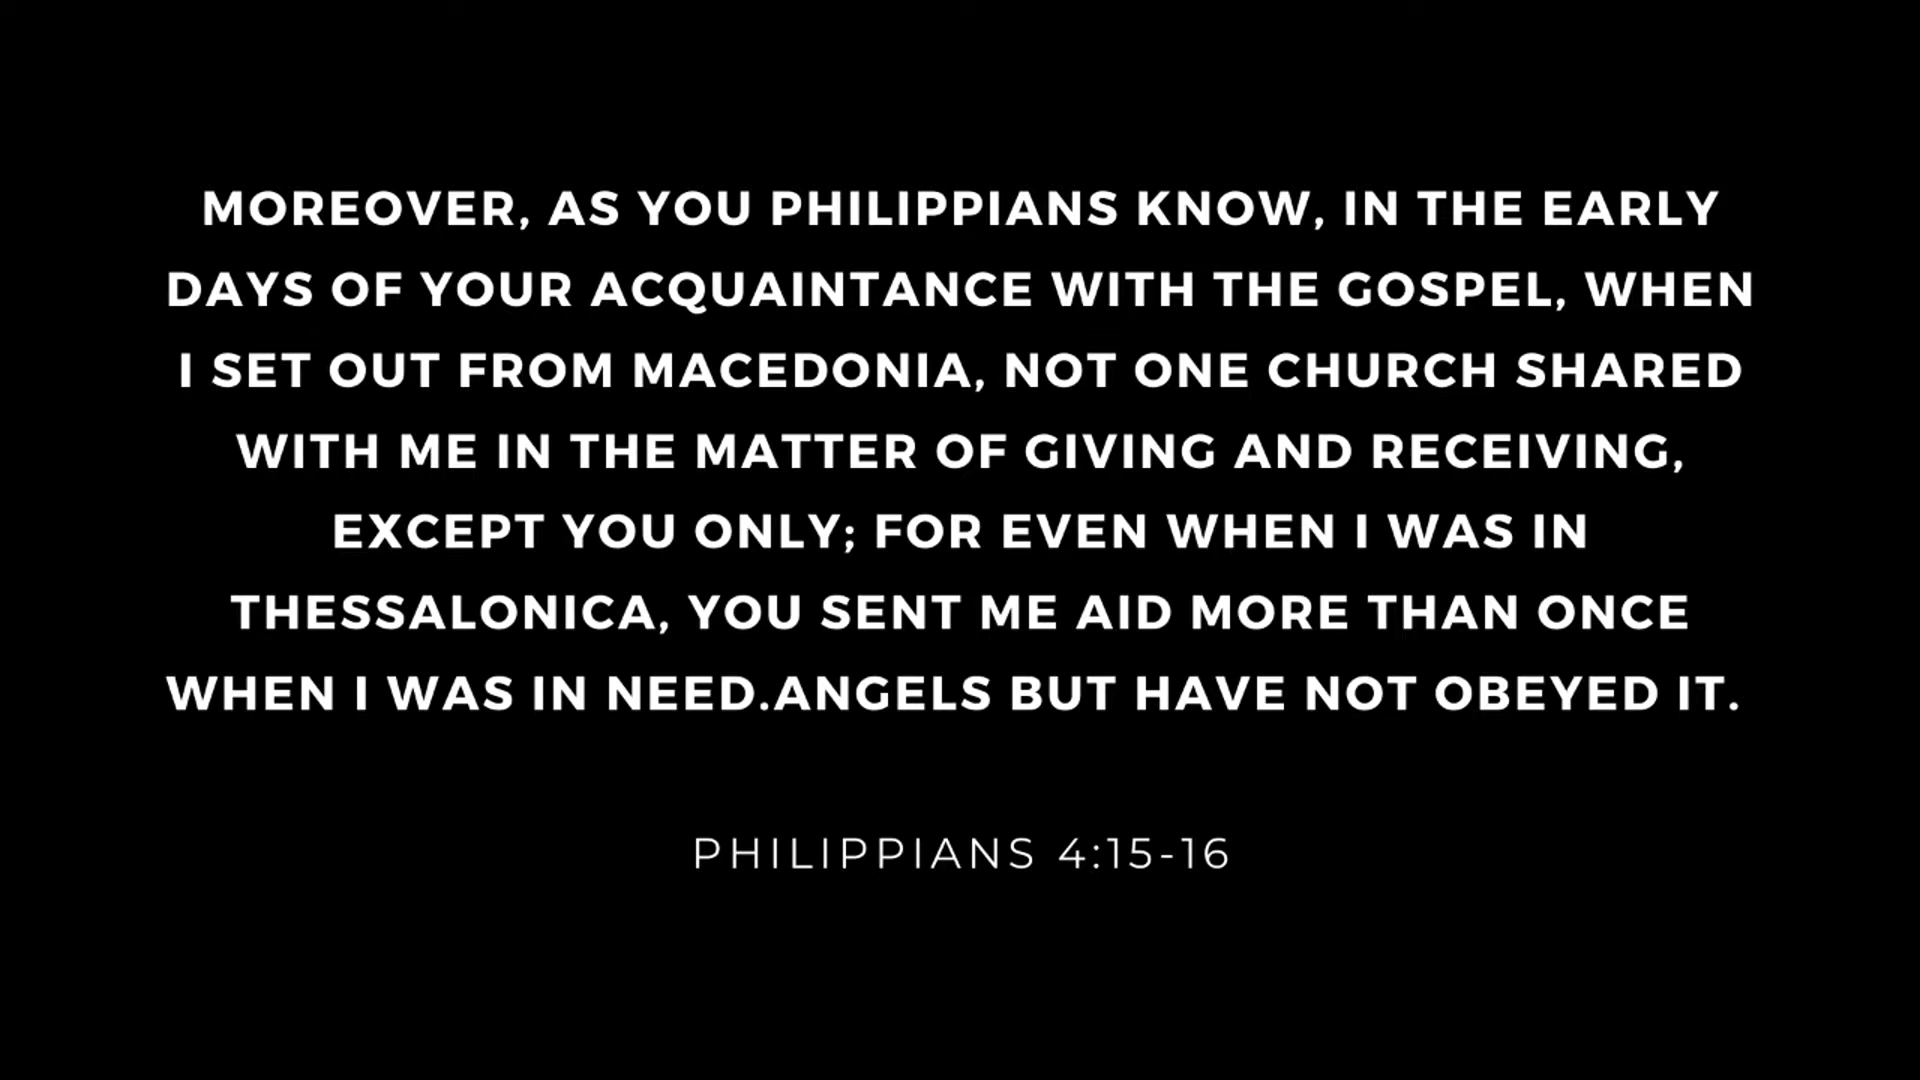 MOREOVER, AS YOU PHILIPPIANS KNOW, IN THE EARLY
DAYS OF YOUR ACQUAINTANCE WITH THE GOSPEL, WHEN
I SET OUT FROM MACEDONIA, NOT ONE CHURCH SHARED
WITH ME IN THE MATTER OF GIVING AND RECEIVING,
EXCEPT YOU ONLY; FOR EVEN WHEN I WAS IN
THESSALONICA, YOU SENT ME AID MORE THAN ONCE
WHEN I WAS IN NEED.ANGELS BUT HAVE NOT OBEYED IT.
PHILIPPIANS 4:15-16